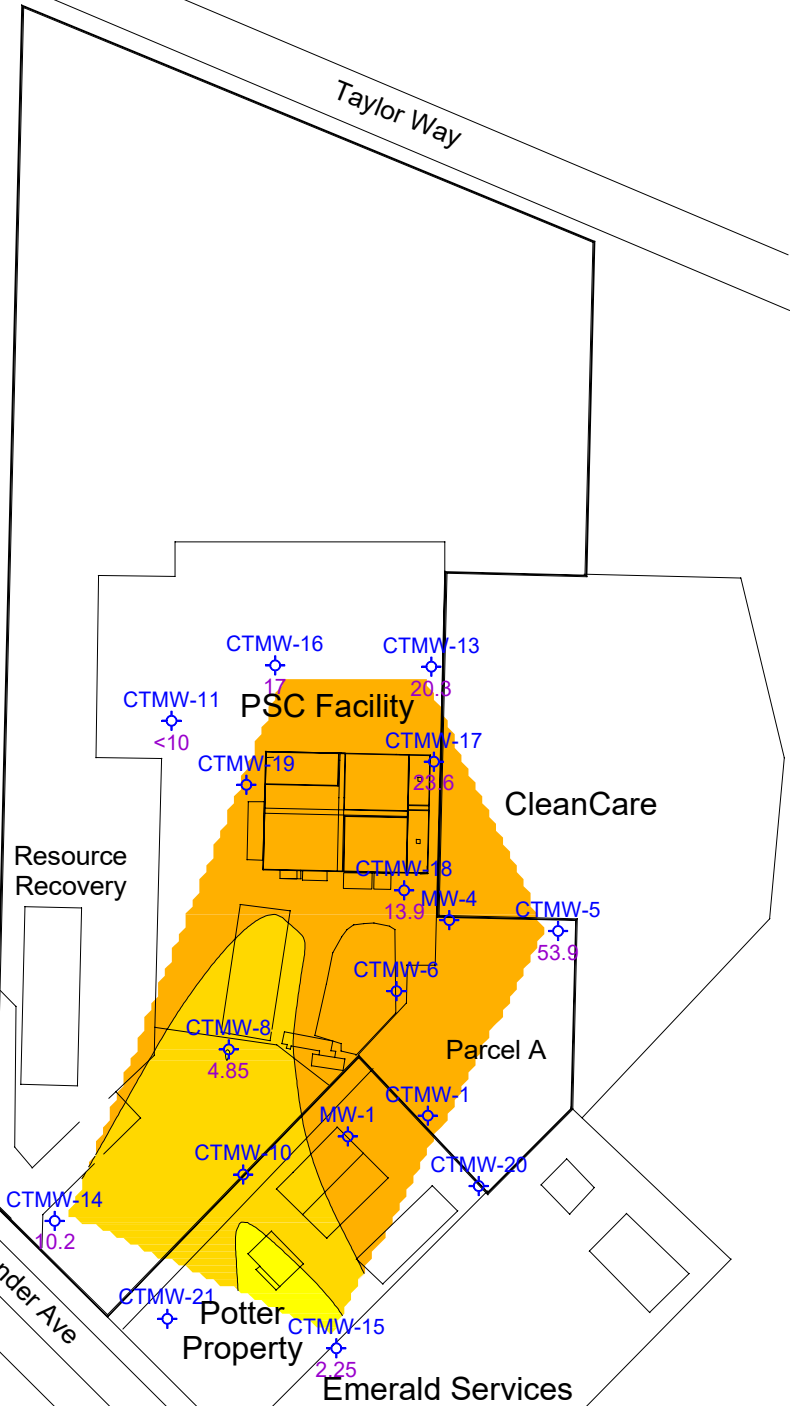 Taylor Way
CTMW-16
17
CTMW-13
20.3
CTMW-11
<10
PSC Facility
CTMW-17
23.6
CTMW-19
CleanCare
Resource
Recovery
CTMW-18
13.9
MW-4
CTMW-5
53.9
CTMW-6
CTMW-8
4.85
Parcel A
CTMW-1
MW-1
CTMW-10
CTMW-20
CTMW-14
10.2
nder Ave
CTMW-21
Potter
Property
CTMW-15
2.25
Emerald Services